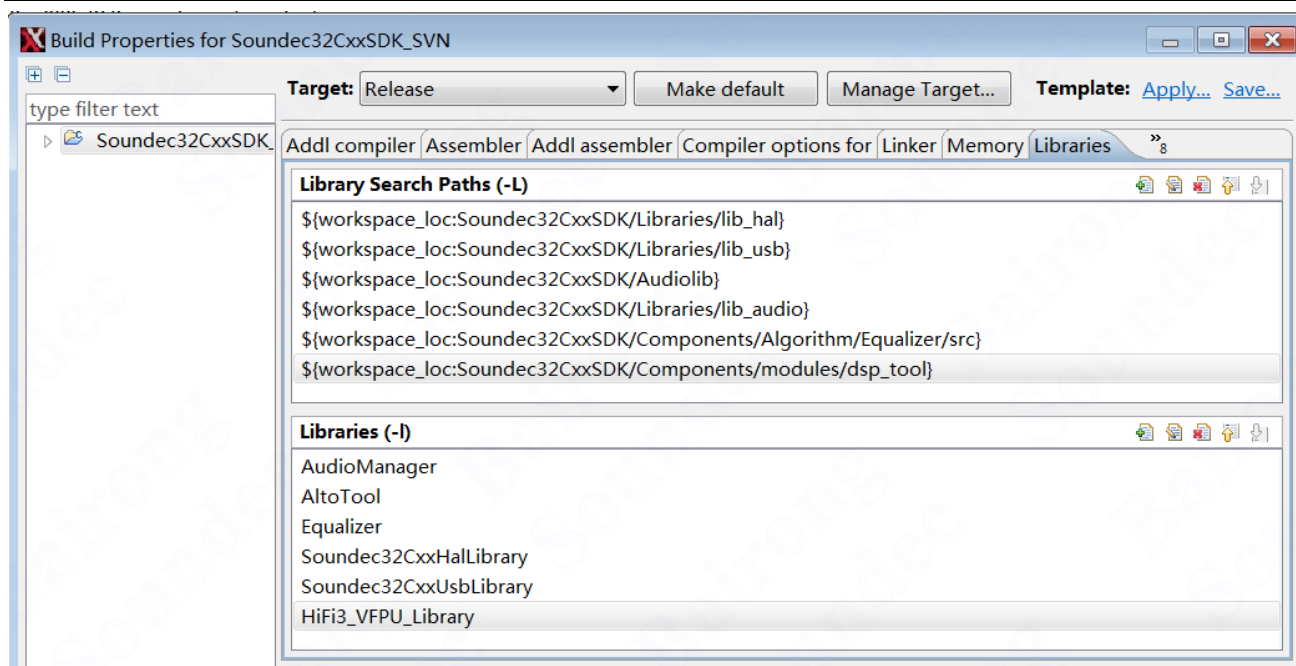 Build Properties for Soundec32CxxSDK_SVN
type filter text
Soundec32CxxSDK_
Target: Release Make default Manage Target... Template: Apply... Save...
Addl compiler Assembler Addl assembler Compiler options for Linker Memory Libraries »8
Library Search Paths (-L)
${workspace_loc:Soundec32CxxSDK/Libraries/lib_hal}
${workspace_loc:Soundec32CxxSDK/Libraries/lib_usb}
${workspace_loc:Soundec32CxxSDK/Audiolib}
${workspace_loc:Soundec32CxxSDK/Libraries/lib_audio}
${workspace_loc:Soundec32CxxSDK/Components/Algorithm/Equalizer/src}
${workspace_loc:Soundec32CxxSDK/Components/modules/dsp_tool}
Libraries (-l)
AudioManager
AltoTool
Equalizer
Soundec32CxxHalLibrary
Soundec32CxxUsbLibrary
HiFi3_VFPU_Library
Bairong
Soundec